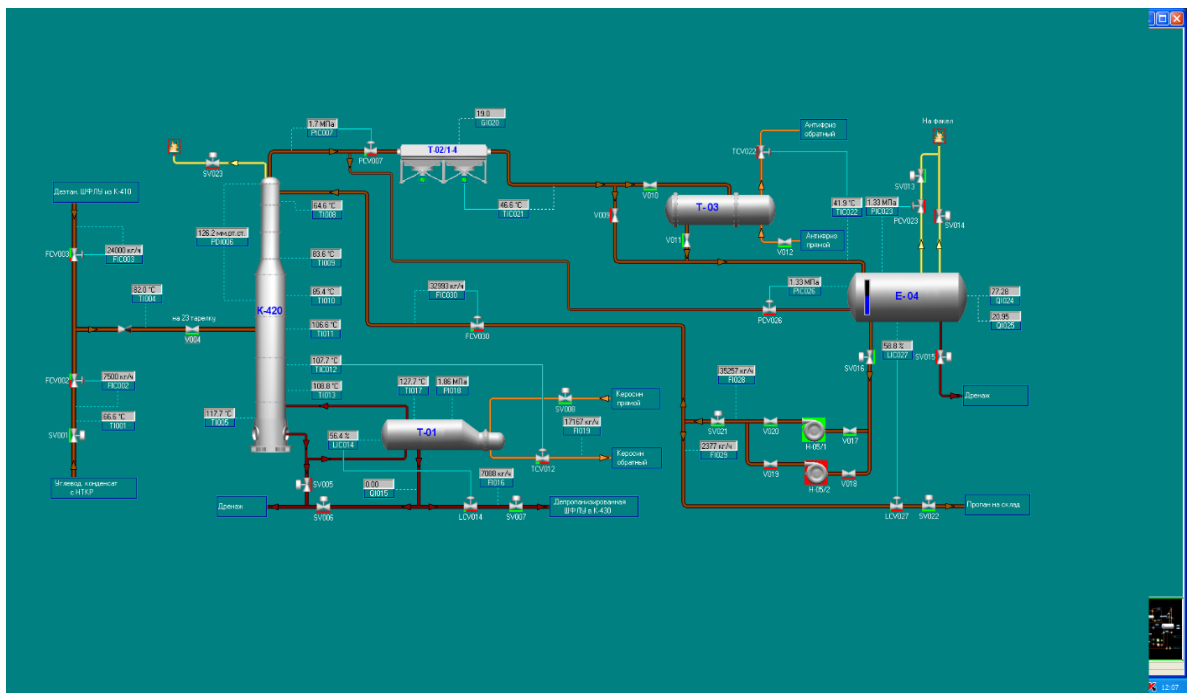 19.0
GI020
1.7 МПа
PIC007
PCV007
T-02/1-4
Антифриз
обратный
На факел
TCV022
SV023
SV013
Деэтан. ШФЛУ из К-410
64.6 °C
TI008
46.6 °C
TIC021
V010
T-03
41.9 °C
TIC022
1.33 МПа
PIC023
PCV023
SV014
V009
126.2 мм.рт.ст.
PDI006
V011
Антифриз
прямой
V012
FCV003
24000 кг/ч
FIC003
83.6 °C
TI009
82.0 °C
TI004
85.4 °C
TI010
32993 кг/ч
FIC030
1.33 МПа
PIC026
E-04
77.28
QI024
К-420
PCV026
20.95
QI025
на 23 тарелку
V004
106.6 °C
TI011
FCV030
58.8 %
LIC027
SV016
SV015
107.7 °C
TIC012
FCV002
7500 кг/ч
FIC002
108.8 °C
TI013
127.7 °C
TI017
1.86 МПа
PI018
35257 кг/ч
FI028
Дренаж
SV008
Керосин
прямой
66.6 °C
TI001
117.7 °C
TI005
17167 кг/ч
FI019
SV021
V020
V017
SV001
56.4 %
LIC014
T-01
Н-05/1
2377 кг/ч
FI029
Керосин
обратный
TCV012
V019
V018
7088 кг/ч
FI016
Н-05/2
Углевод. конденсат
с НТКР
SV005
0.00
QI015
Дренаж
SV006
LCV014
SV007
Депропанизированная
ШФЛУ в К-430
LCV027
SV022
Пропан на склад
12:07